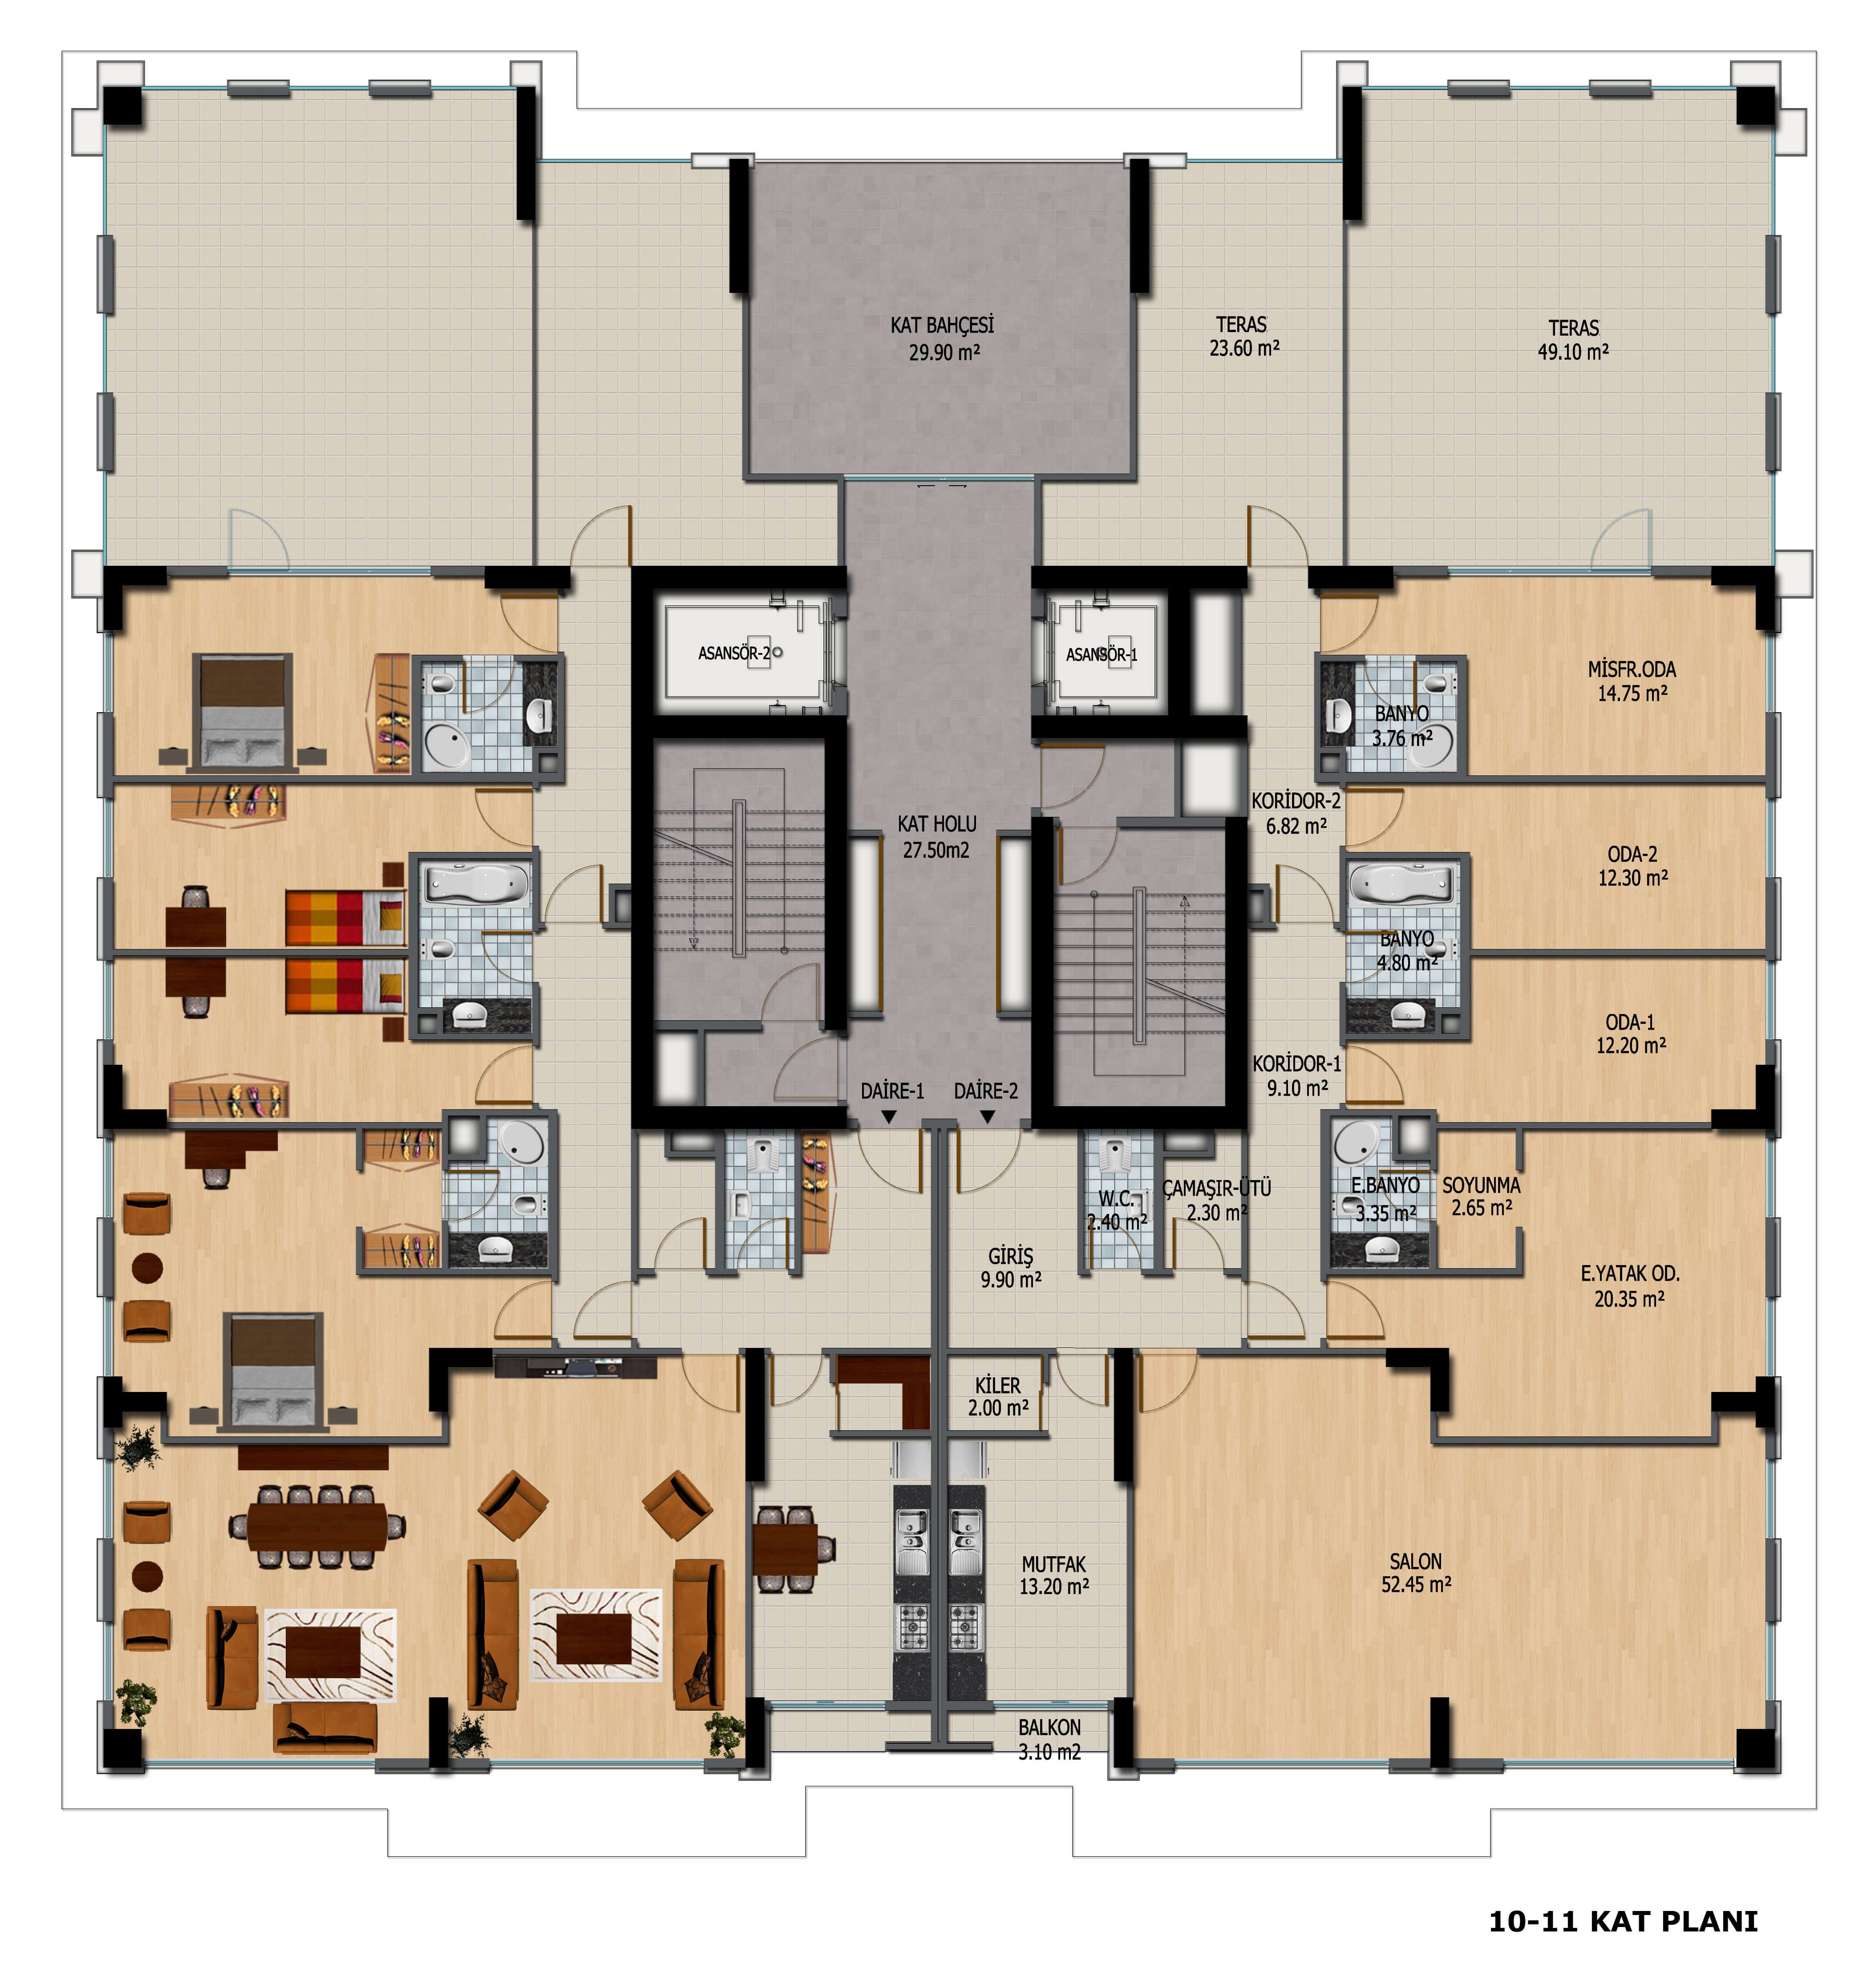 KAT BAHÇESİ
29.90 m²
TERAS
23.60 m²
TERAS
49.10 m²
ASANSÖR-2
ASANSÖR-1
MİSFR.ODA
14.75 m²
BANYO
3.76 m²
KORİDOR-2
6.82 m²
KAT HOLU
27.50m2
ODA-2
12.30 m²
BANYO
4.80 m²
ODA-1
12.20 m²
KORİDOR-1
9.10 m²
DAİRE-1
DAİRE-2
W.C.
2.40 m²
ÇAMAŞIR-ÜTÜ
2.30 m²
E.BANYO
3.35 m²
SOYUNMA
2.65 m²
GİRİŞ
9.90 m²
E.YATAK OD.
20.35 m²
KİLER
2.00 m²
MUTFAK
13.20 m²
SALON
52.45 m²
BALKON
3.10 m2
10-11 KAT PLANI